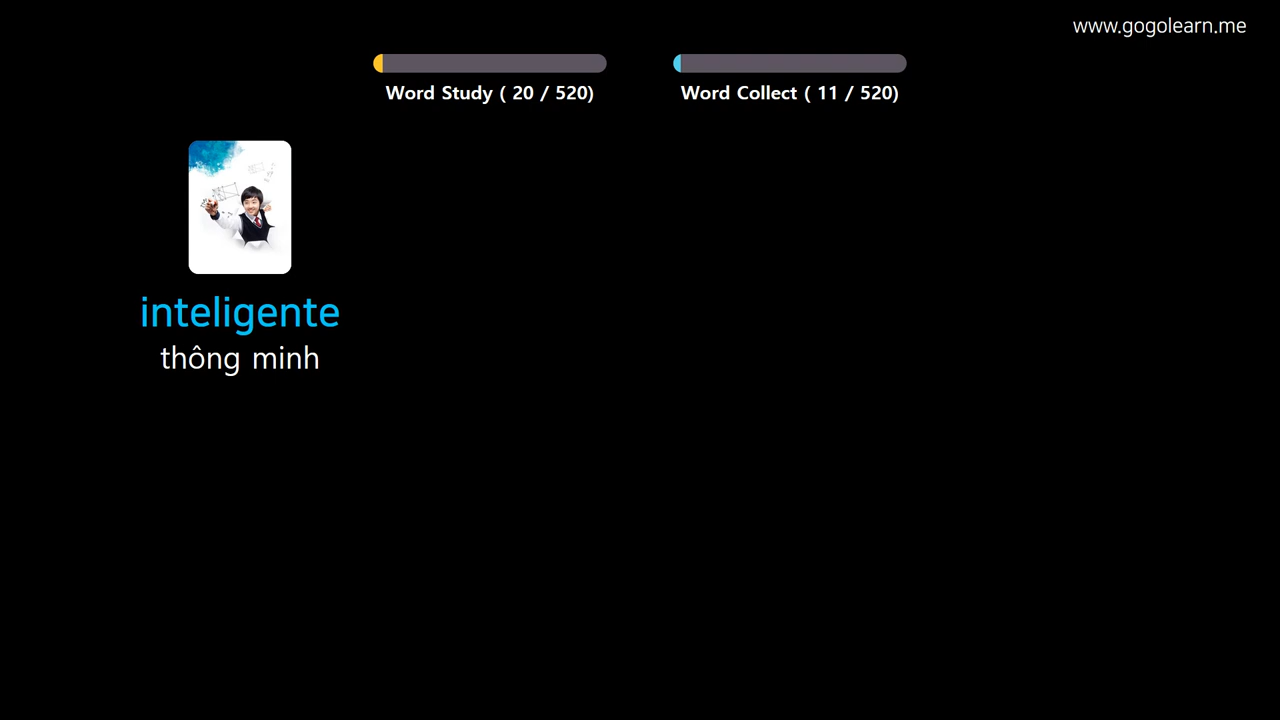 www.gogolearn.me
Word Study ( 20 / 520)
Word Collect ( 11 / 520)
inteligente
thông minh